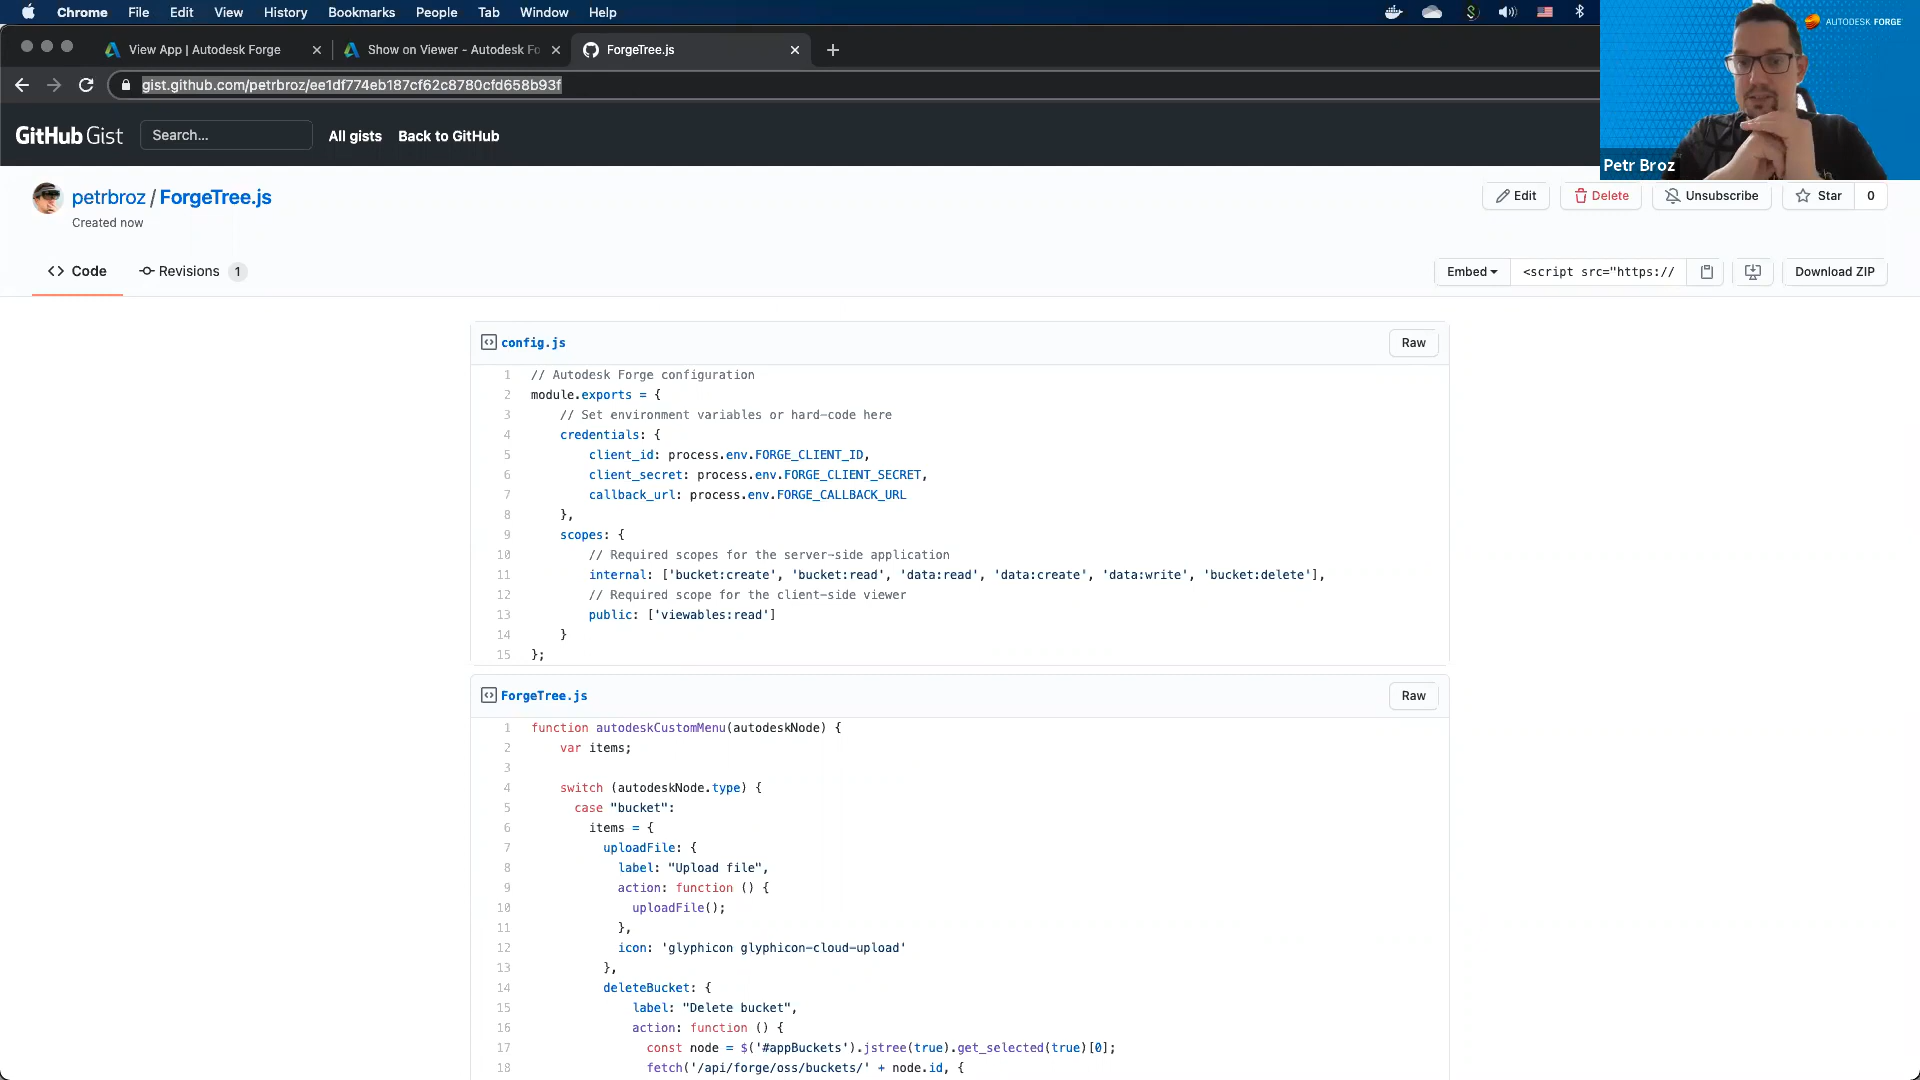 Chrome File Edit View History Bookmarks People Tab Window Help
View App | Autodesk Forge
Show on Viewer - Autodesk Fo
ForgeTree.js
AUTODESK FORGE
gist.github.com/petrbroz/ee1df774eb187cf62c8780cfd658b93f
GitHub Gist Search... All gists Back to GitHub
Petr Broz
petrbroz / ForgeTree.js
Created now
Edit Delete Unsubscribe Star 0
Code Revisions 1
Embed <script src="https:// Download ZIP
config.js Raw
1 // Autodesk Forge configuration
2 module.exports = {
3 // Set environment variables or hard-code here
4 credentials: {
5 client_id: process.env.FORGE_CLIENT_ID,
6 client_secret: process.env.FORGE_CLIENT_SECRET,
7 callback_url: process.env.FORGE_CALLBACK_URL
8 },
9 scopes: {
10 // Required scopes for the server-side application
11 internal: ['bucket:create', 'bucket:read', 'data:read', 'data:create', 'data:write', 'bucket:delete'],
12 // Required scope for the client-side viewer
13 public: ['viewables:read']
14 }
15 };
ForgeTree.js Raw
1 function autodeskCustomMenu(autodeskNode) {
2 var items;
3
4 switch (autodeskNode.type) {
5 case "bucket":
6 items = {
7 uploadFile: {
8 label: "Upload file",
9 action: function () {
10 uploadFile();
11 },
12 icon: 'glyphicon glyphicon-cloud-upload'
13 },
14 deleteBucket: {
15 label: "Delete bucket",
16 action: function () {
17 const node = $('#appBuckets').jstree(true).get_selected(true)[0];
18 fetch('/api/forge/oss/buckets/' + node.id, {